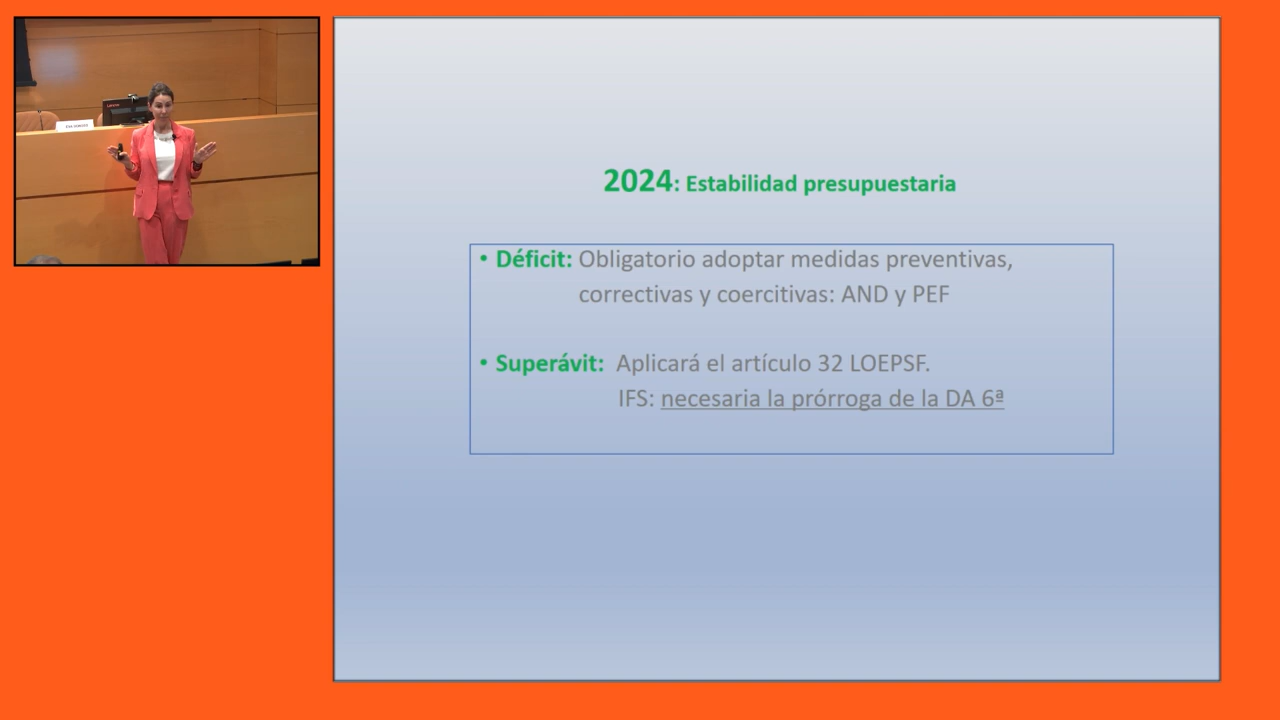 2024: Estabilidad presupuestaria
• Déficit: Obligatorio adoptar medidas preventivas,
correctivas y coercitivas: AND y PEF
• Superávit: Aplicará el artículo 32 LOEPSF.
IFS: necesaria la prórroga de la DA 6ª